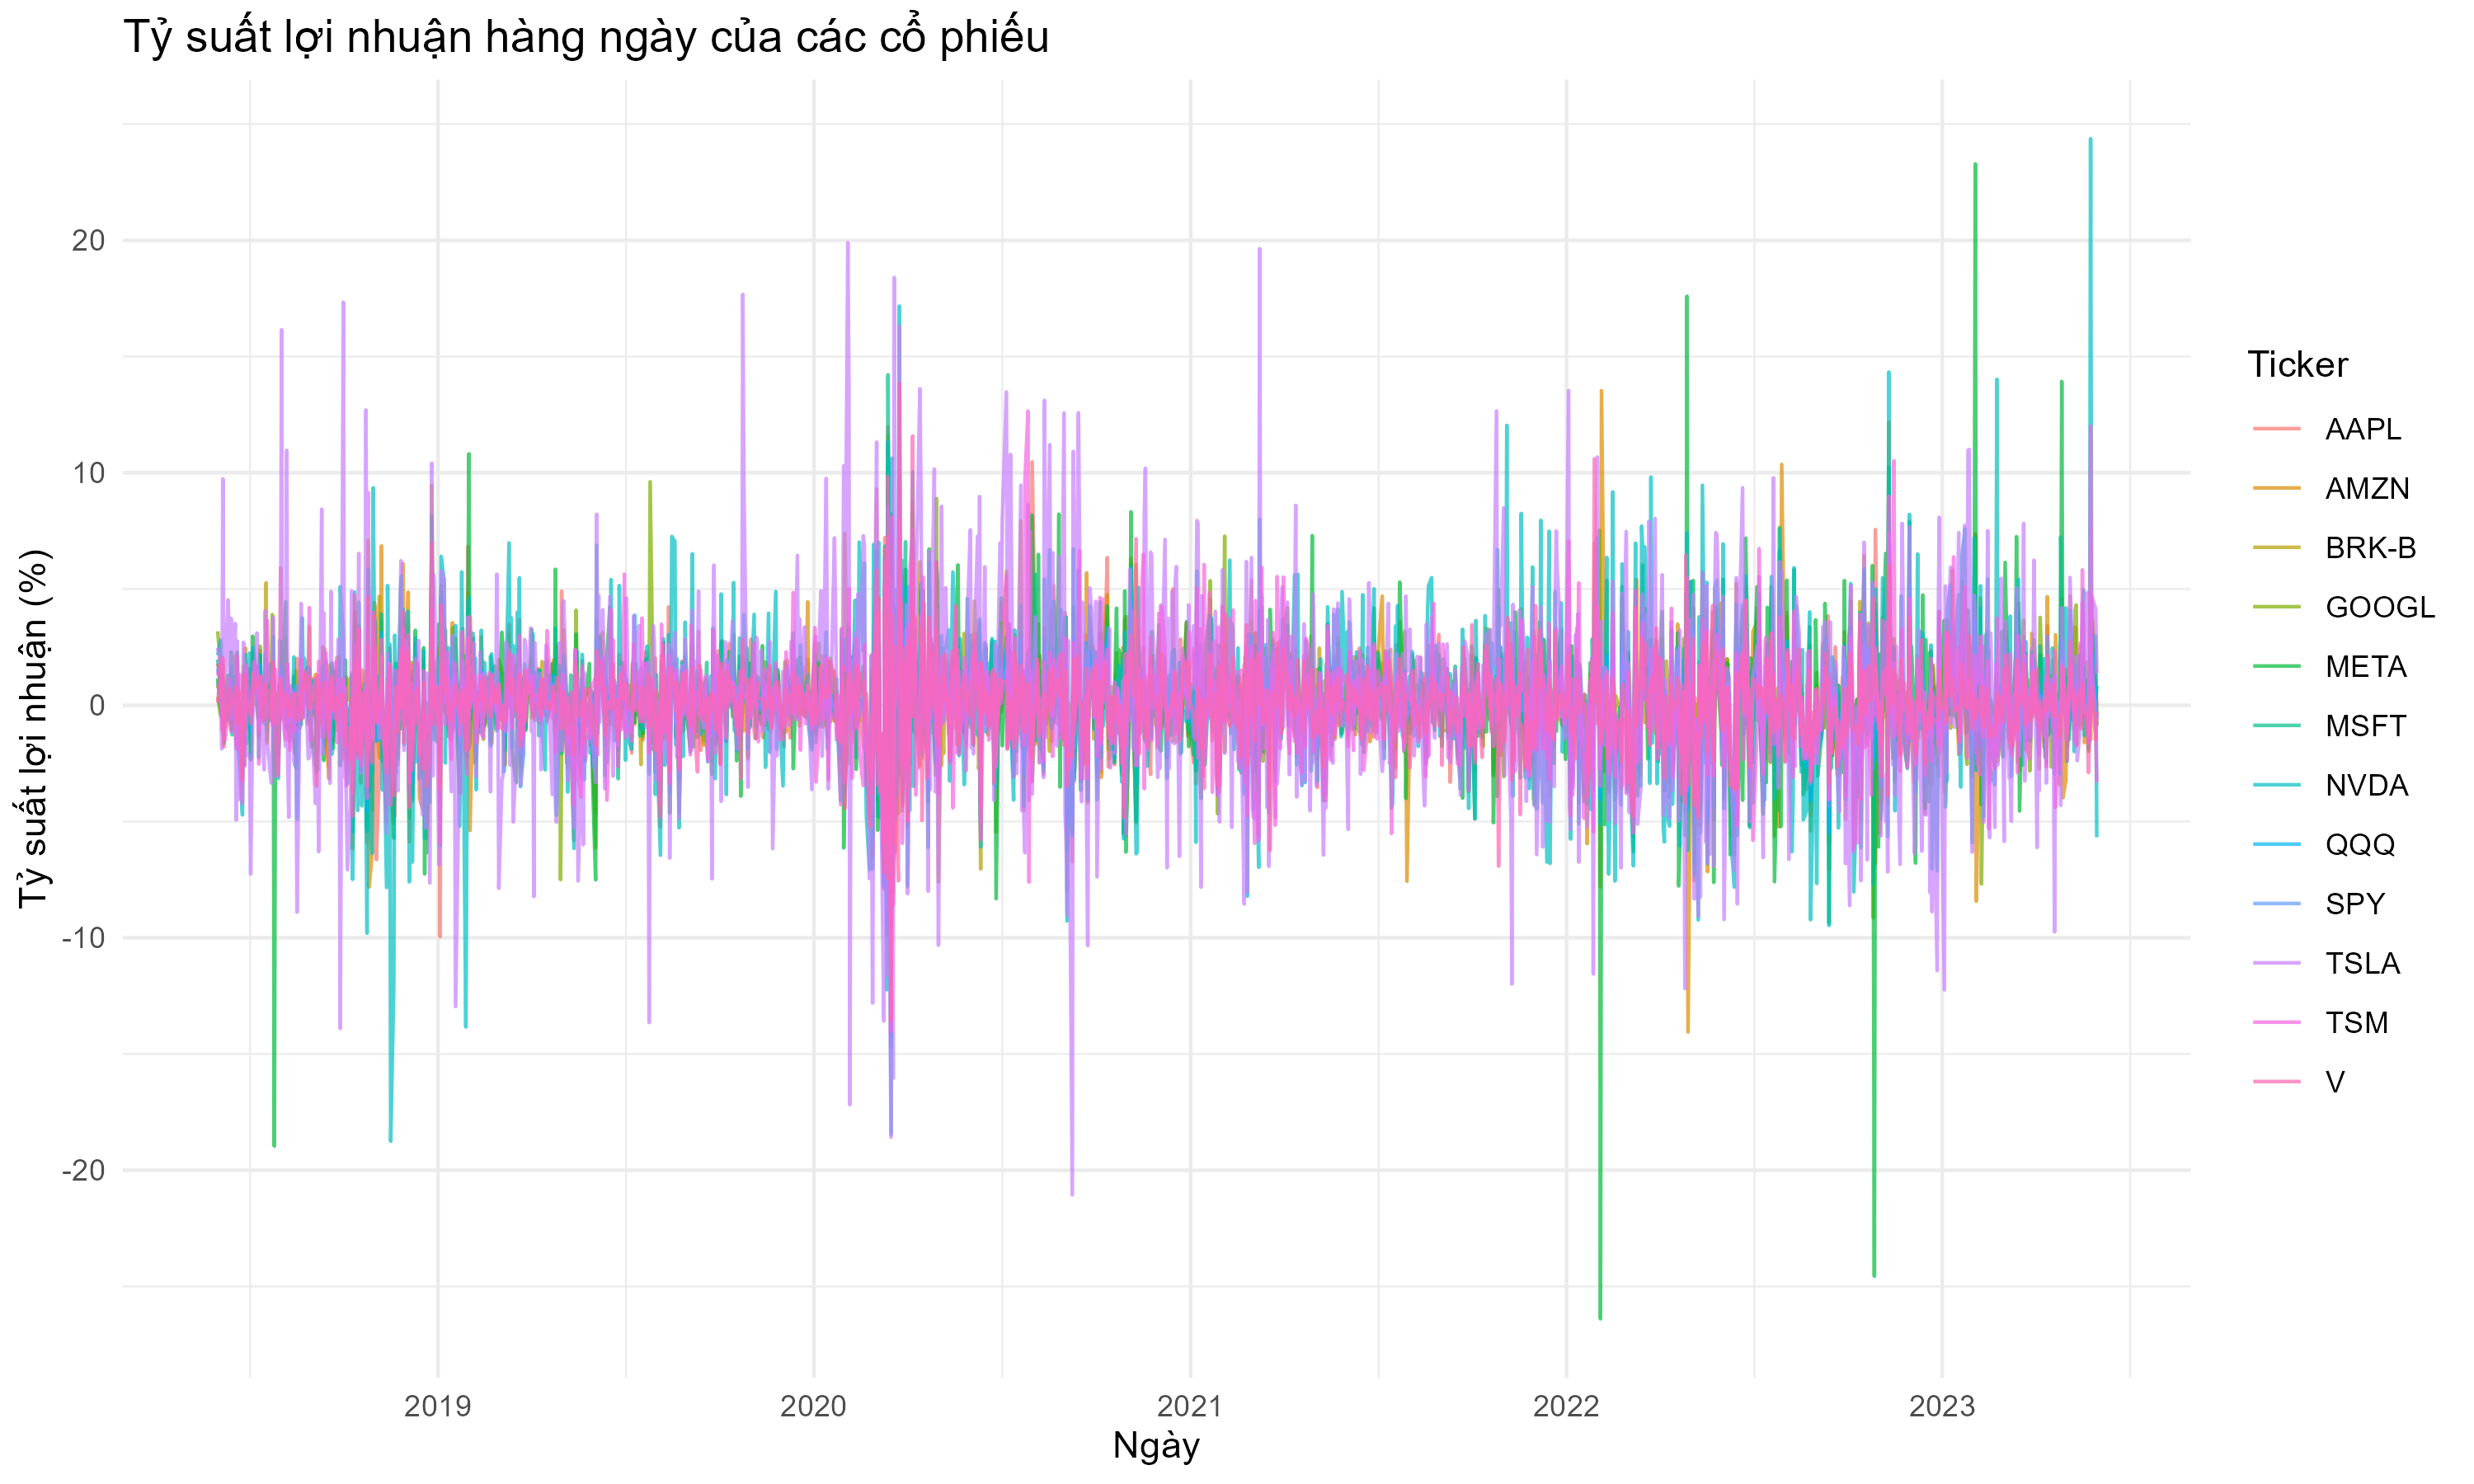 Tỷ suất lợi nhuận hàng ngày của các cổ phiếu
Tỷ suất lợi nhuận (%)
20
10
0
-10
-20
2019
2020
2021
2022
2023
Ngày
Ticker
AAPL
AMZN
BRK-B
GOOGL
META
MSFT
NVDA
QQQ
SPY
TSLA
TSM
V